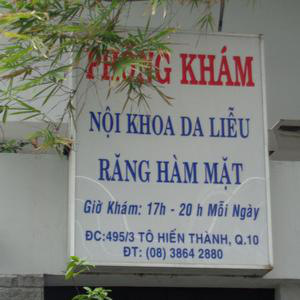 PHÒNG KHÁM
NỘI KHOA DA LIỄU
RĂNG HÀM MẶT
Giờ Khám: 17h - 20 h Mỗi Ngày
ĐC:495/3 TÔ HIẾN THÀNH, Q.10
ĐT: (08) 3864 2880